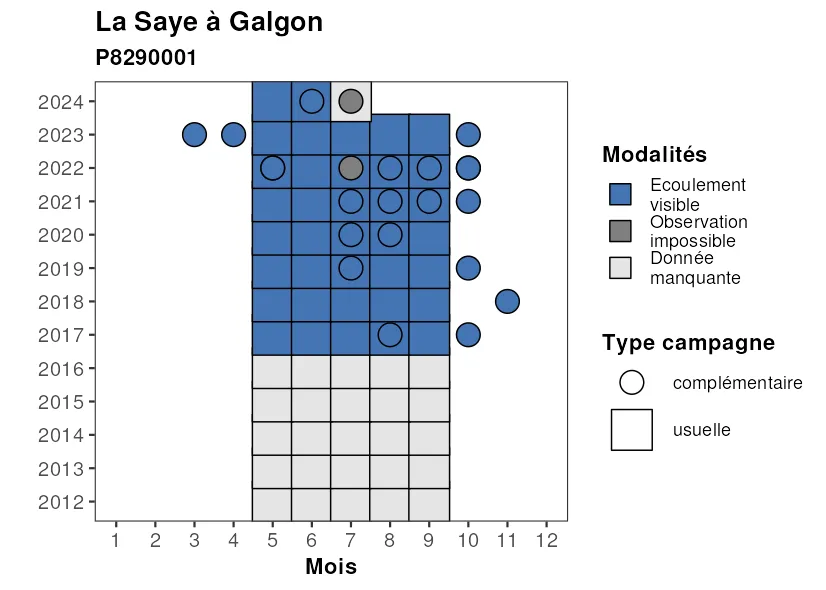 La Saye à Galgon
P8290001
2024
2023
2022
2021
2020
2019
2018
2017
2016
2015
2014
2013
2012
1 2 3 4 5 6 7 8 9 10 11 12
Mois
Modalités
Ecoulement
visible
Observation
impossible
Donnée
manquante
Type campagne
complémentaire
usuelle